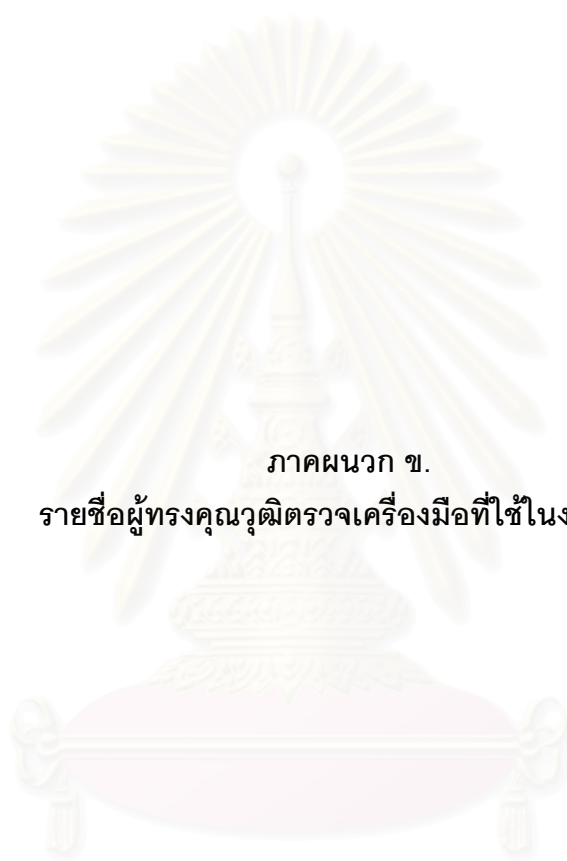 ภาคผนวก ข.
รายชื่อผู้ทรงคุณวุฒิตรวจเครื่องมือที่ใช้ใน